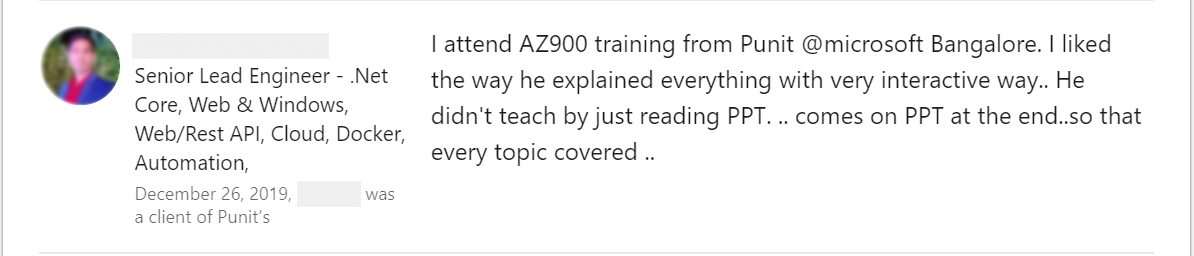 Senior Lead Engineer - .Net
Core, Web & Windows,
Web/Rest API, Cloud, Docker,
Automation,
December 26, 2019, was
a client of Punit's
I attend AZ900 training from Punit @microsoft Bangalore. I liked
the way he explained everything with very interactive way.. He
didn't teach by just reading PPT. .. comes on PPT at the end..so that
every topic covered ..